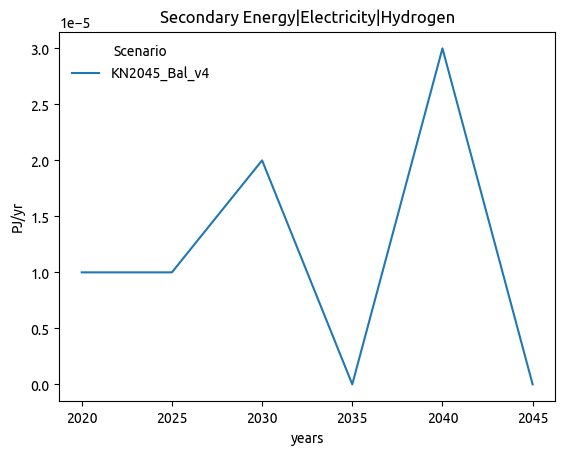 Secondary Energy|Electricity|Hydrogen
1e−5
Scenario
KN2045_Bal_v4
3.0
2.5
2.0
1.5
1.0
0.5
0.0
PJ/yr
2020 2025 2030 2035 2040 2045
years